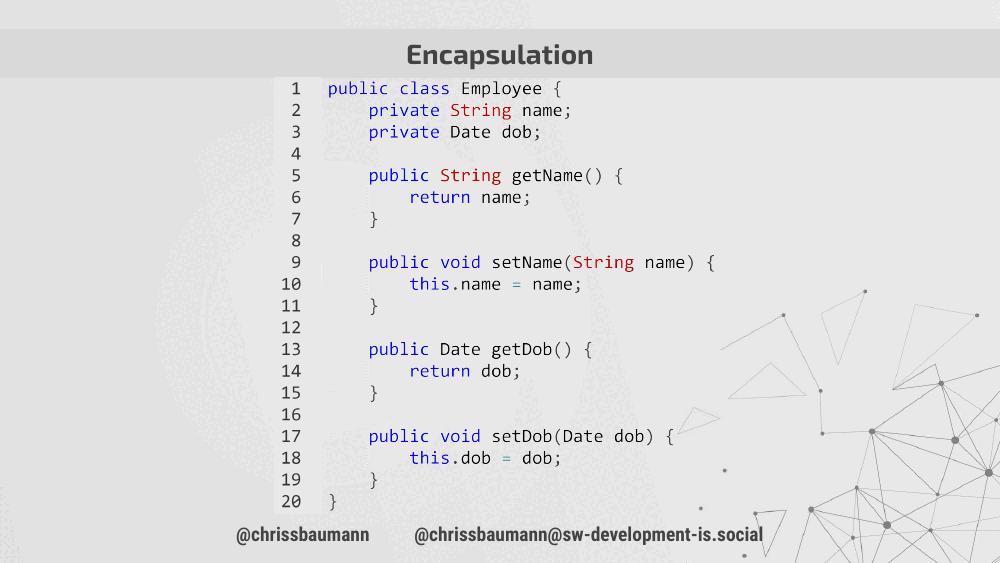 Encapsulation
1 public class Employee {
2     private String name;
3     private Date dob;
4
5     public String getName() {
6         return name;
7     }
8
9     public void setName(String name) {
10         this.name = name;
11     }
12
13     public Date getDob() {
14         return dob;
15     }
16
17     public void setDob(Date dob) {
18         this.dob = dob;
19     }
20 }
@chrissbaumann @chrissbaumann@sw-development-is.social